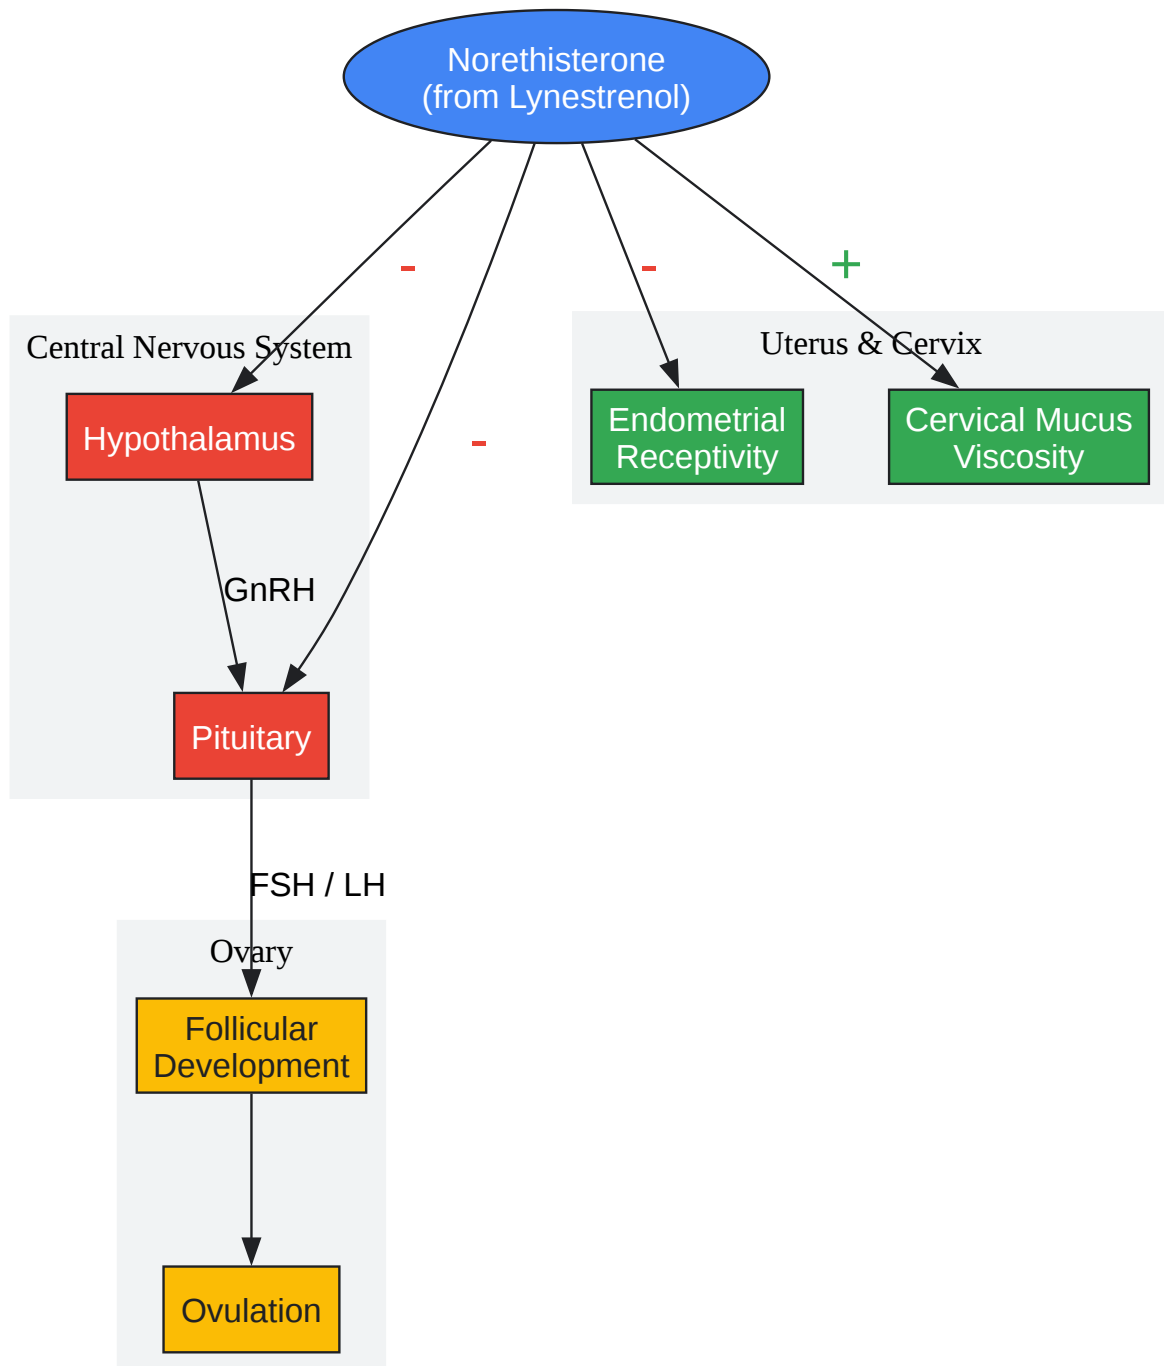 Norethisterone
(from Lynestrenol)
-
-
+
Central Nervous System
Uterus & Cervix
Hypothalamus
Endometrial
Receptivity
Cervical Mucus
Viscosity
-
GnRH
Pituitary
FSH / LH
Ovary
Follicular
Development
Ovulation